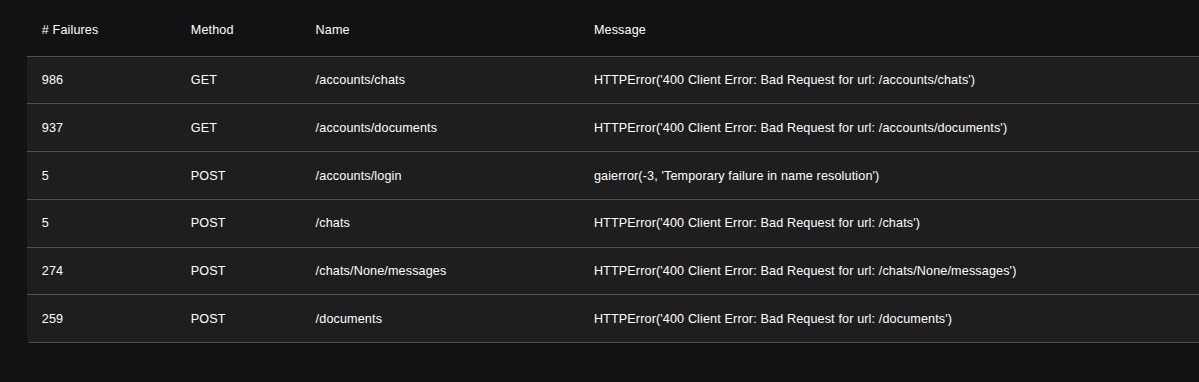 # Failures Method Name Message
986 GET /accounts/chats HTTPError('400 Client Error: Bad Request for url: /accounts/chats')
937 GET /accounts/documents HTTPError('400 Client Error: Bad Request for url: /accounts/documents')
5 POST /accounts/login gaierror(-3, 'Temporary failure in name resolution')
5 POST /chats HTTPError('400 Client Error: Bad Request for url: /chats')
274 POST /chats/None/messages HTTPError('400 Client Error: Bad Request for url: /chats/None/messages')
259 POST /documents HTTPError('400 Client Error: Bad Request for url: /documents')